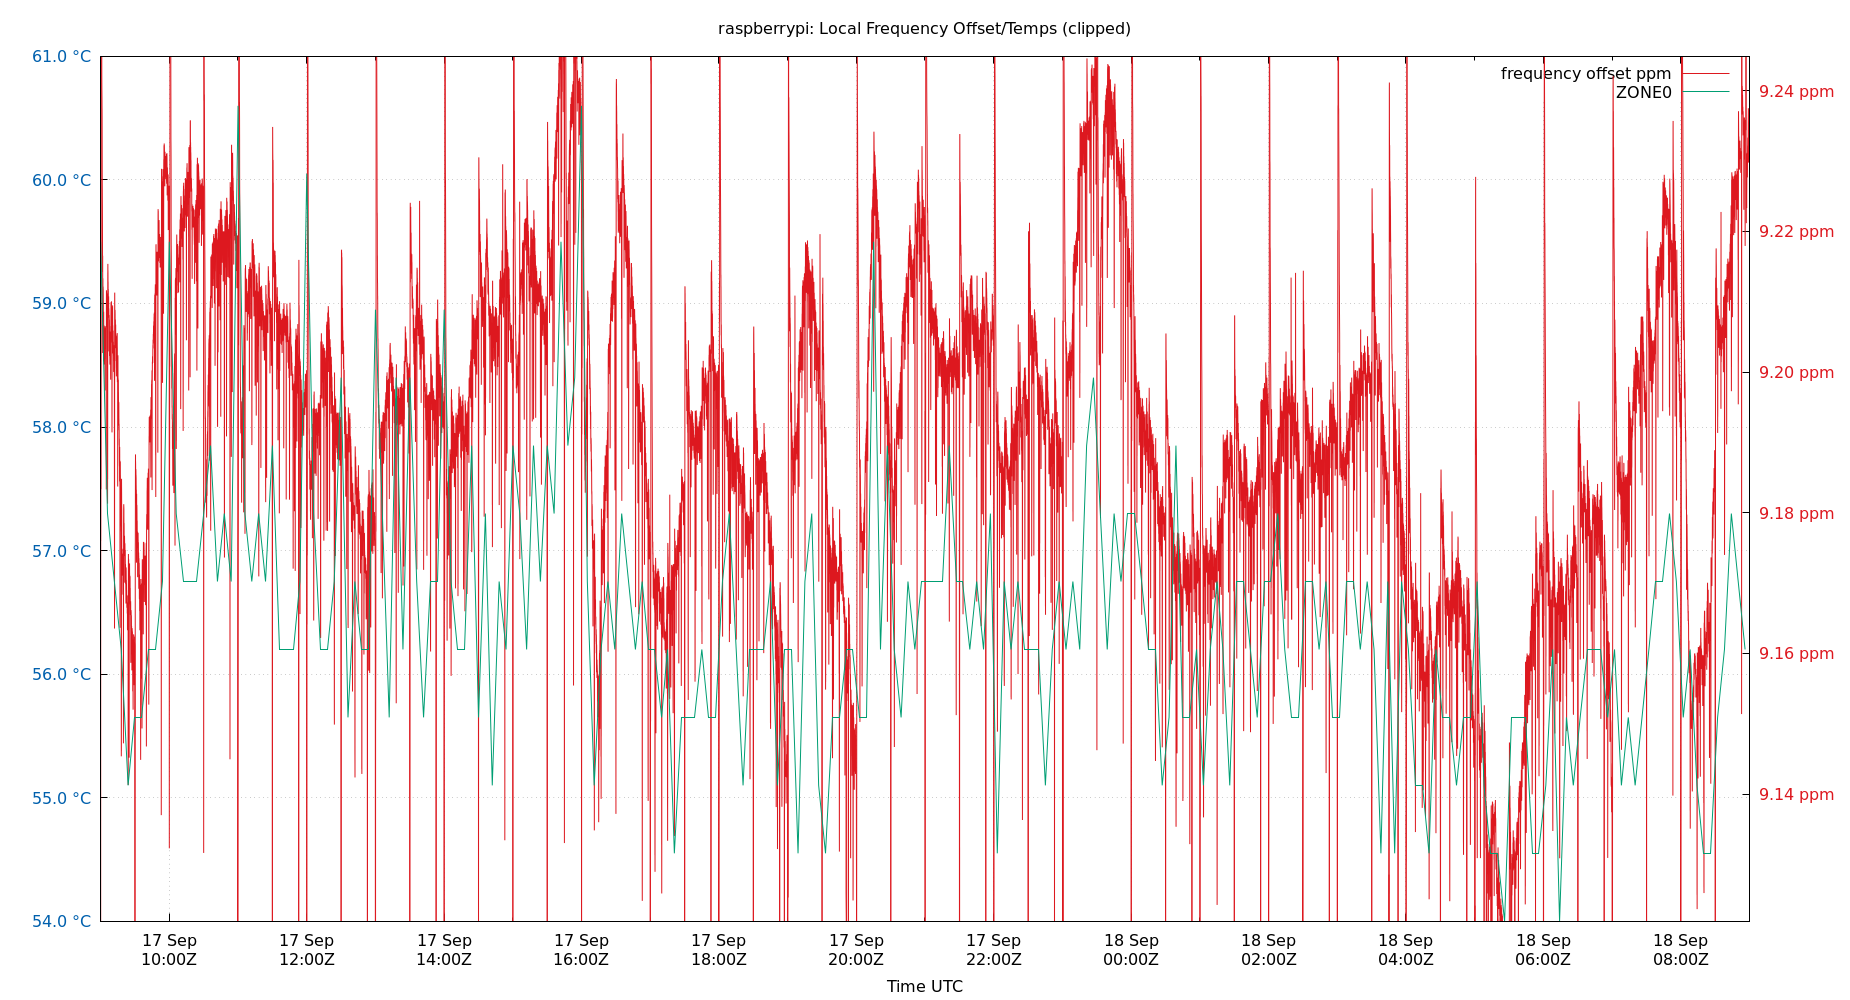 raspberrypi: Local Frequency Offset/Temps (clipped)
61.0 °C
60.0 °C
59.0 °C
58.0 °C
57.0 °C
56.0 °C
55.0 °C
54.0 °C
frequency offset ppm
ZONE0
9.24 ppm
9.22 ppm
9.20 ppm
9.18 ppm
9.16 ppm
9.14 ppm
17 Sep 17 Sep 17 Sep 17 Sep 17 Sep 17 Sep 17 Sep 18 Sep 18 Sep 18 Sep 18 Sep 18 Sep
10:00Z 12:00Z 14:00Z 16:00Z 18:00Z 20:00Z 22:00Z 00:00Z 02:00Z 04:00Z 06:00Z 08:00Z
Time UTC